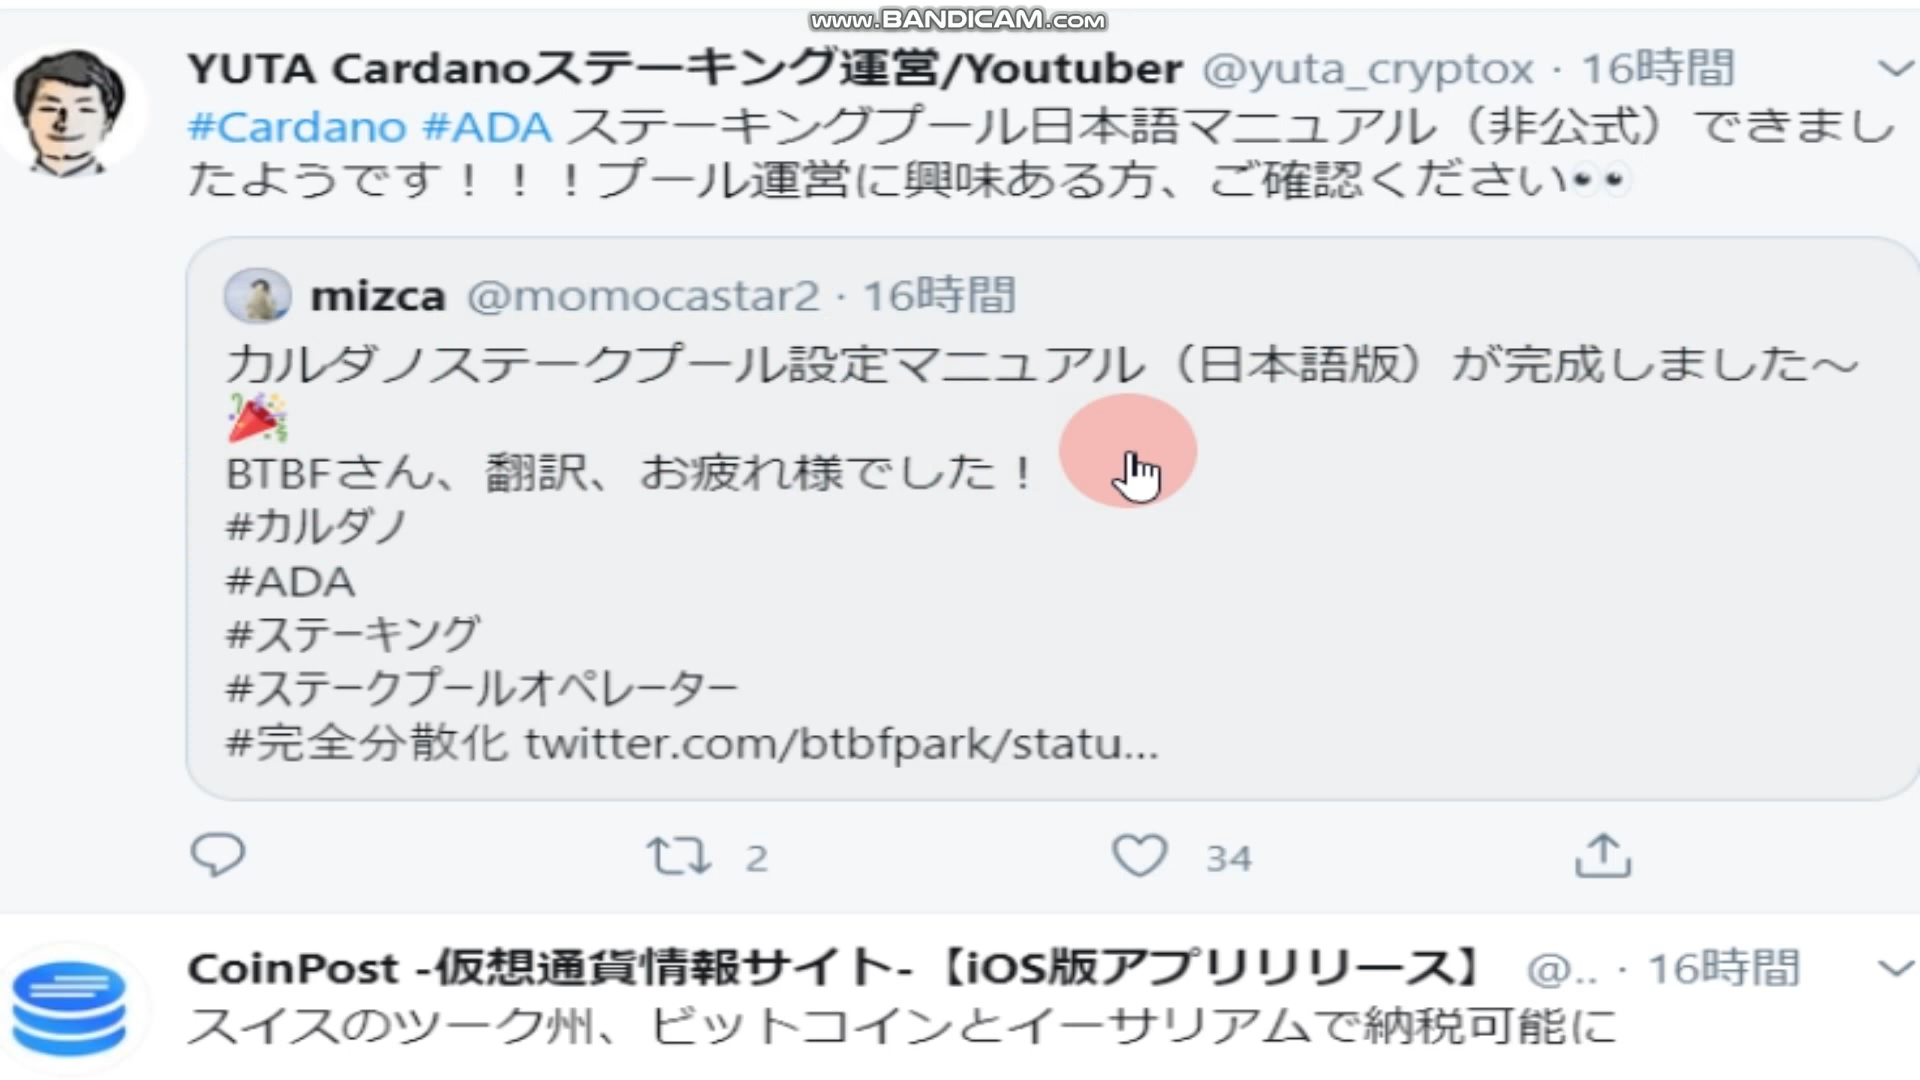 www.BANDICAM.com
YUTA Cardanoステーキング運営/Youtuber @yuta_cryptox · 16時間
#Cardano #ADA ステーキングプール日本語マニュアル（非公式）できまし
たようです！！！プール運営に興味ある方、ご確認ください👀
mizca @momocastar2 · 16時間
カルダノステークプール設定マニュアル（日本語版）が完成しました～
🎉
BTBFさん、翻訳、お疲れ様でした！
#カルダノ
#ADA
#ステーキング
#ステークプールオペレーター
#完全分散化 twitter.com/btbfpark/statu…
2 34
CoinPost -仮想通貨情報サイト-【iOS版アプリリリース】 @.. · 16時間
スイスのツーク州、ビットコインとイーサリアムで納税可能に